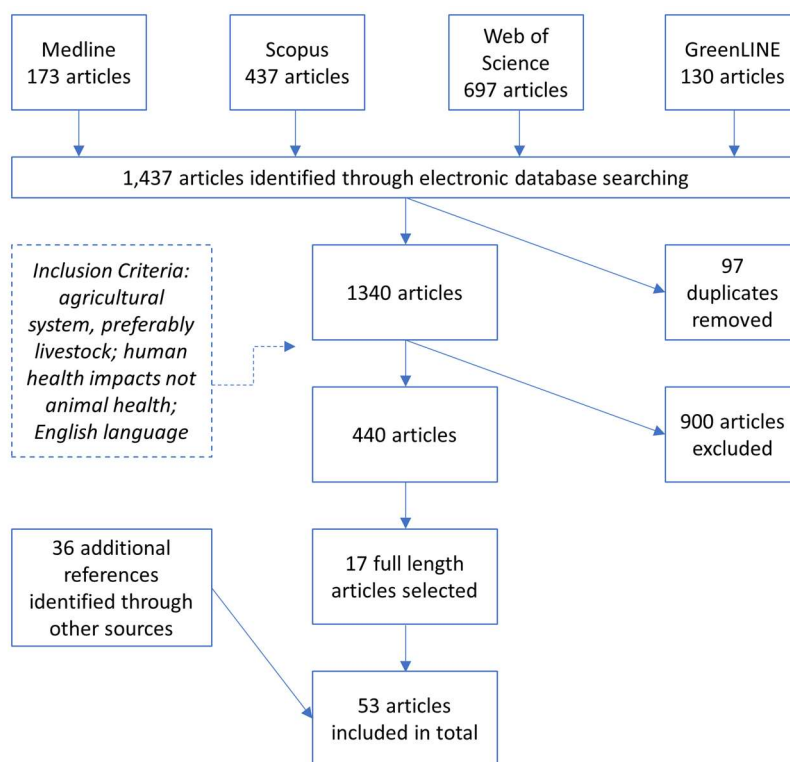 Medline
173 articles
Scopus
437 articles
Web of
Science
697 articles
GreenLINE
130 articles
1,437 articles identified through electronic database searching
Inclusion Criteria:
agricultural
system, preferably
livestock; human
health impacts not
animal health;
English language
1340 articles
97
duplicates
removed
440 articles
900 articles
excluded
36 additional
references
identified through
other sources
17 full length
articles selected
53 articles
included in total